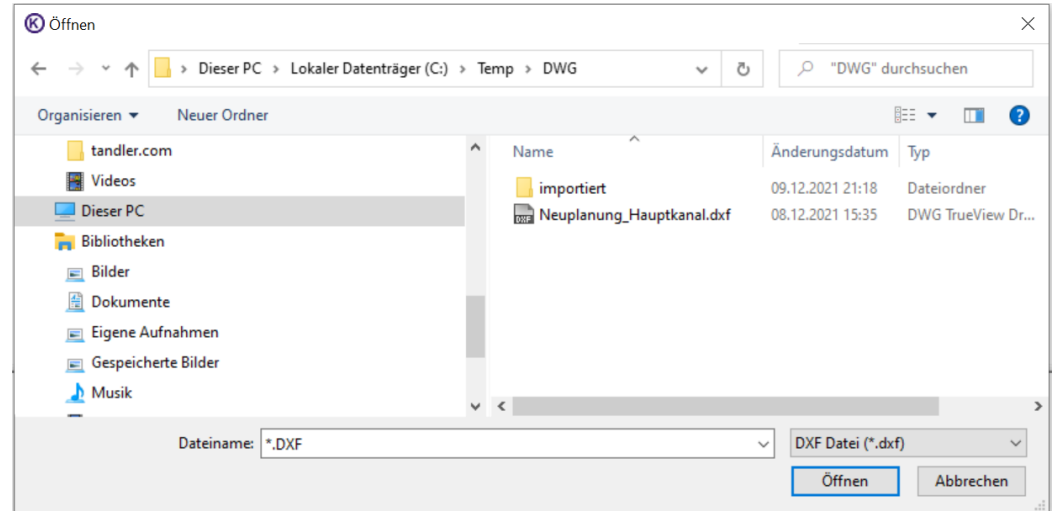 K Öffnen
Dieser PC > Lokaler Datenträger (C:) > Temp > DWG
"DWG" durchsuchen
Organisieren Neuer Ordner
?
tandler.com
Videos
Dieser PC
Bibliotheken
Bilder
Dokumente
Eigene Aufnahmen
Gespeicherte Bilder
Musik
Name Änderungsdatum Typ
importiert 09.12.2021 21:18 Dateiordner
DXF Neuplanung_Hauptkanal.dxf 08.12.2021 15:35 DWG TrueView Dr...
Dateiname: *.DXF DXF Datei (*.dxf)
Öffnen Abbrechen